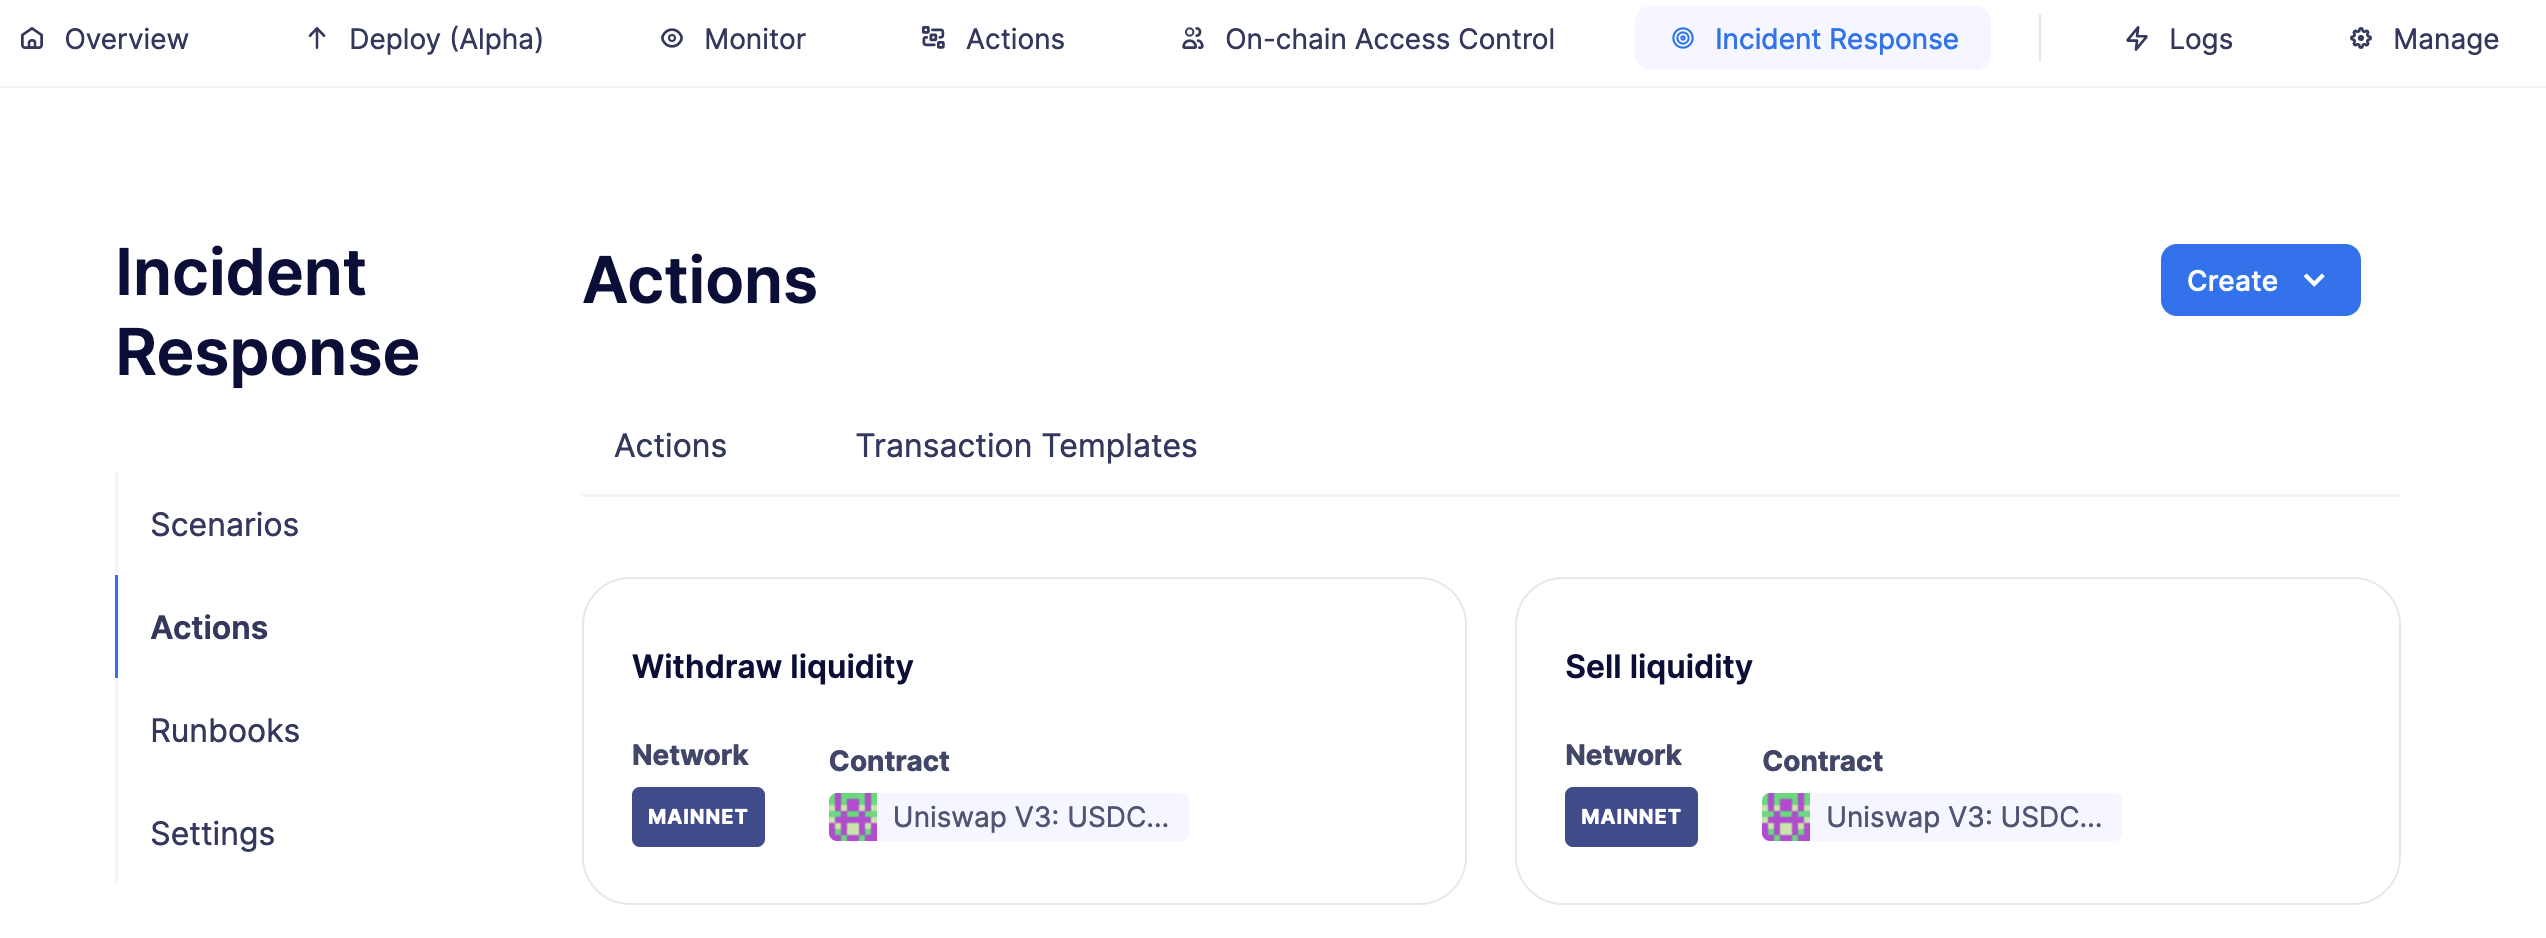 Overview
Deploy (Alpha)
Monitor
Actions
On-chain Access Control
Incident Response
Logs
Manage
Incident
Response
Scenarios
Actions
Runbooks
Settings
Actions
Create
Actions
Transaction Templates
Withdraw liquidity
Network
Contract
MAINNET
Uniswap V3: USDC...
Sell liquidity
Network
Contract
MAINNET
Uniswap V3: USDC...